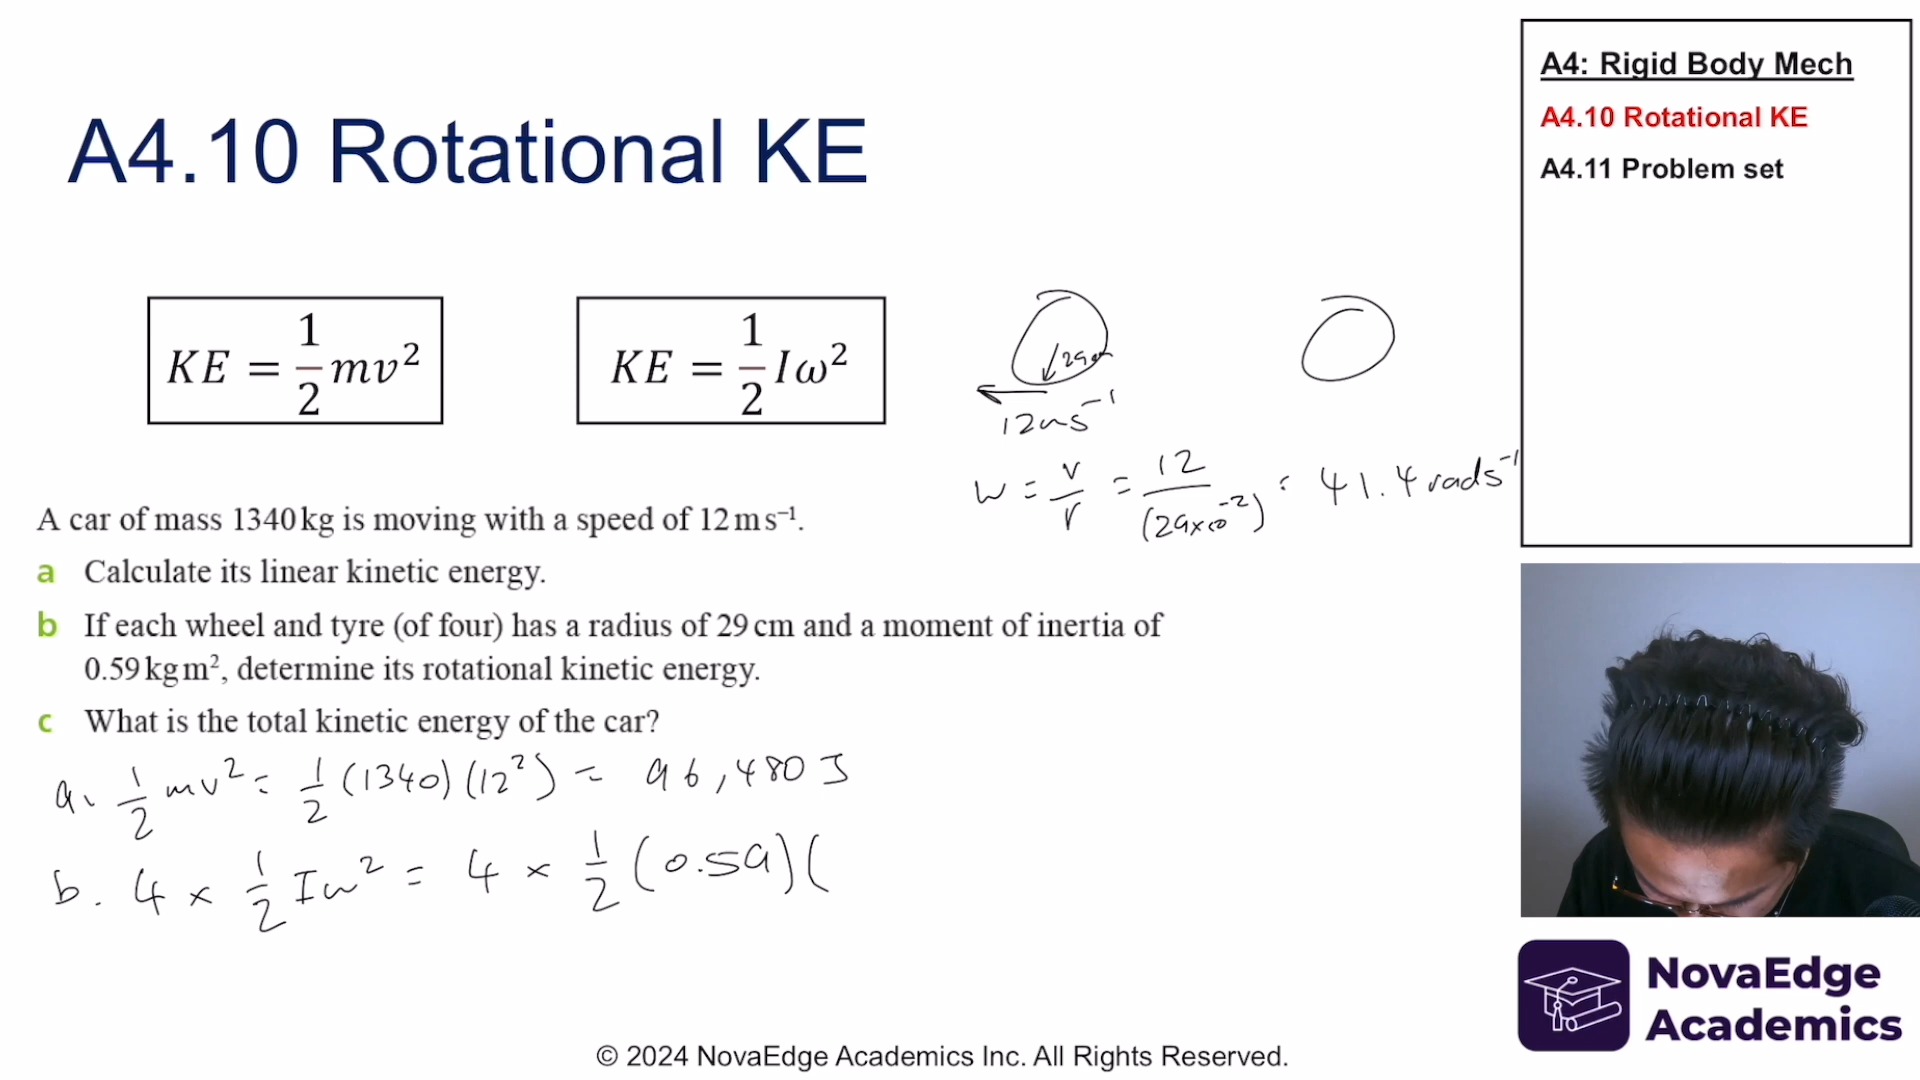 A4.10 Rotational KE
A4: Rigid Body Mech
A4.10 Rotational KE
A4.11 Problem set
KE = 1/2 mv²
KE = 1/2 Iω²
29cm
12ms⁻¹
w = v/r = 12/(29×10⁻²) = 41.4rads⁻¹
A car of mass 1340 kg is moving with a speed of 12 m s⁻¹.
a Calculate its linear kinetic energy.
b If each wheel and tyre (of four) has a radius of 29 cm and a moment of inertia of
0.59 kg m², determine its rotational kinetic energy.
c What is the total kinetic energy of the car?
a. 1/2 mv² = 1/2 (1340)(12²) = 96,480 J
b. 4 × 1/2 Iω² = 4 × 1/2 (0.59)(
NovaEdge
Academics
© 2024 NovaEdge Academics Inc. All Rights Reserved.